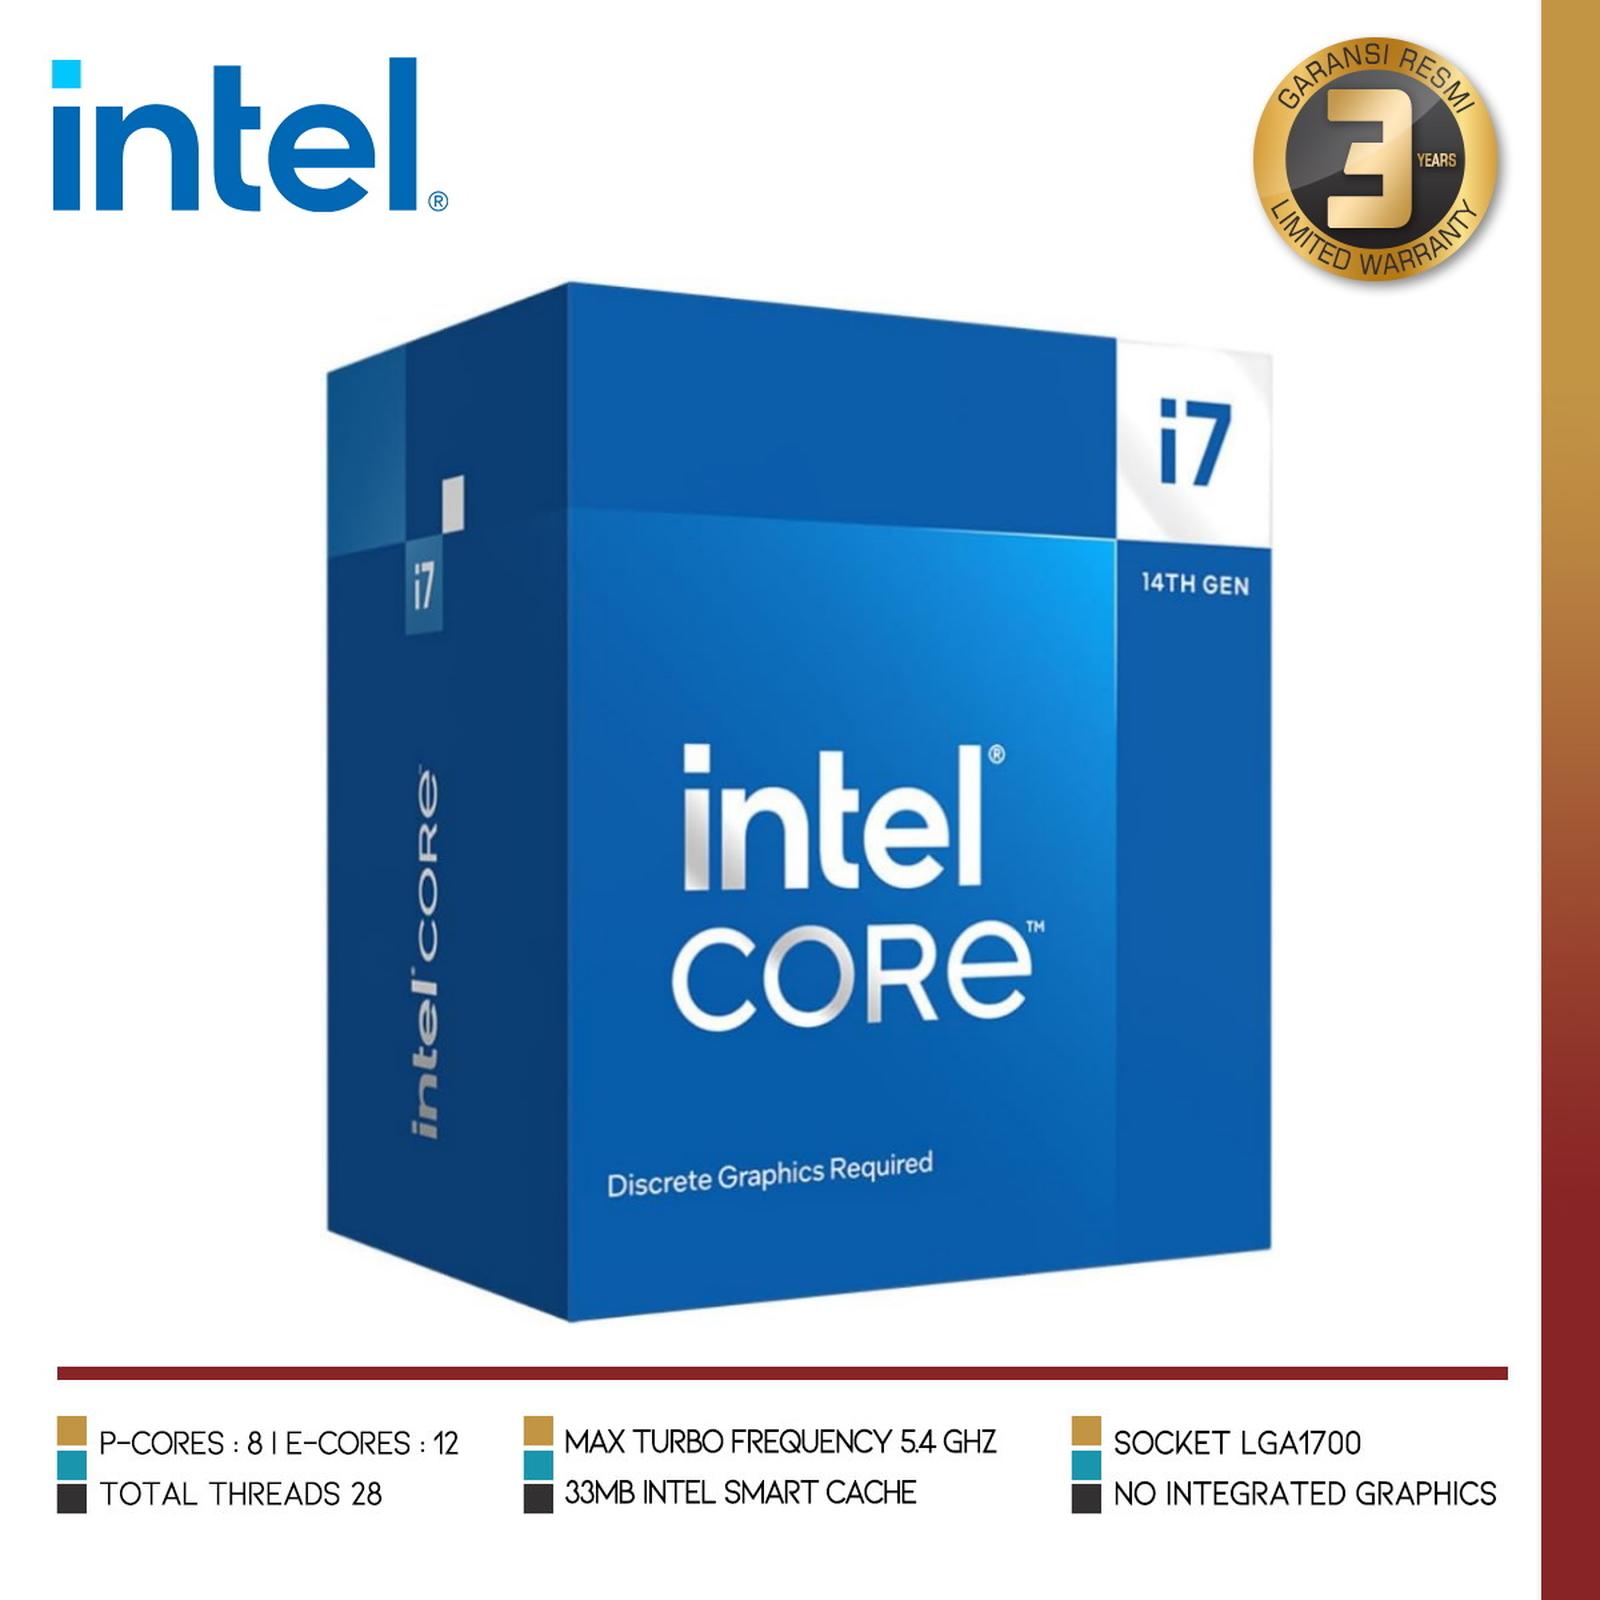 intel®
GARANSI RESMI
3 YEARS
LIMITED WARRANTY
i7
14TH GEN
i7
intel® CORE™
intel®
CORE™
Discrete Graphics Required
P-CORES : 8 | E-CORES : 12
TOTAL THREADS 28
MAX TURBO FREQUENCY 5.4 GHZ
33MB INTEL SMART CACHE
SOCKET LGA1700
NO INTEGRATED GRAPHICS